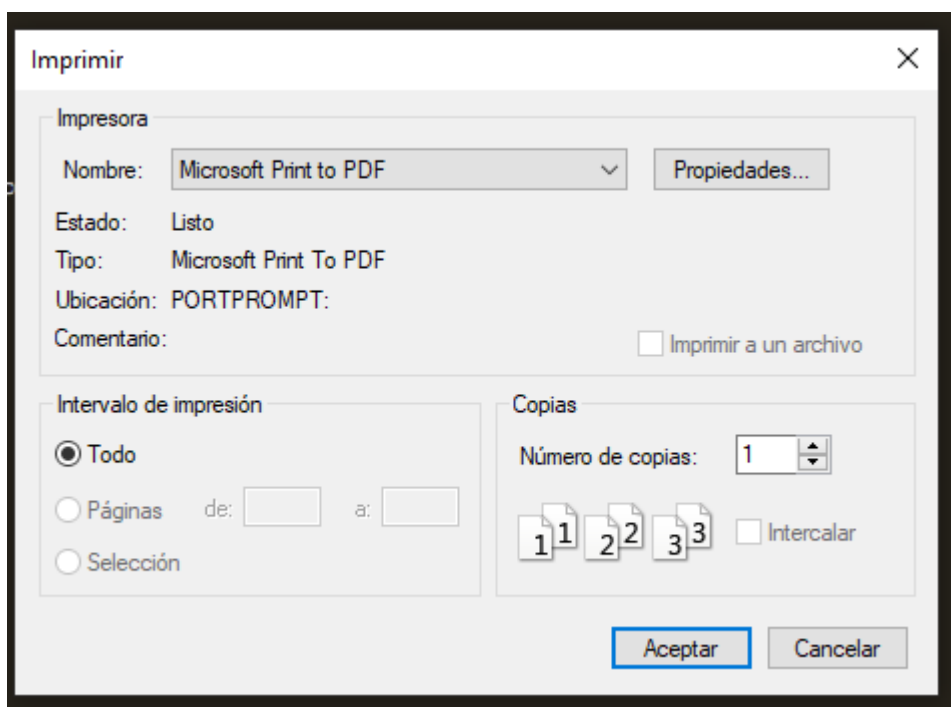 Imprimir
Impresora
Nombre: Microsoft Print to PDF Propiedades...
Estado: Listo
Tipo: Microsoft Print To PDF
Ubicación: PORTPROMPT:
Comentario:
Imprimir a un archivo
Intervalo de impresión
Todo
Páginas de: a:
Selección
Copias
Número de copias: 1
1 1 2 2 3 3 Intercalar
Aceptar Cancelar